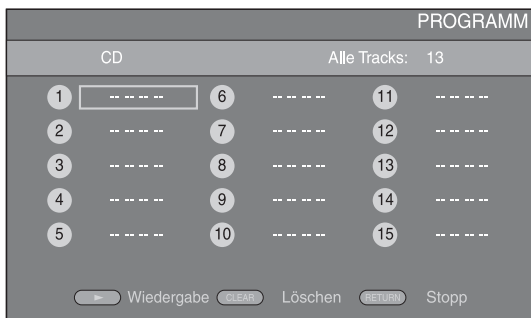 PROGRAMM
CD Alle Tracks: 13
1 -- -- -- -- 6 -- -- -- -- 11 -- -- -- --
2 -- -- -- -- 7 -- -- -- -- 12 -- -- -- --
3 -- -- -- -- 8 -- -- -- -- 13 -- -- -- --
4 -- -- -- -- 9 -- -- -- -- 14 -- -- -- --
5 -- -- -- -- 10 -- -- -- -- 15 -- -- -- --
Wiedergabe CLEAR Löschen RETURN Stopp